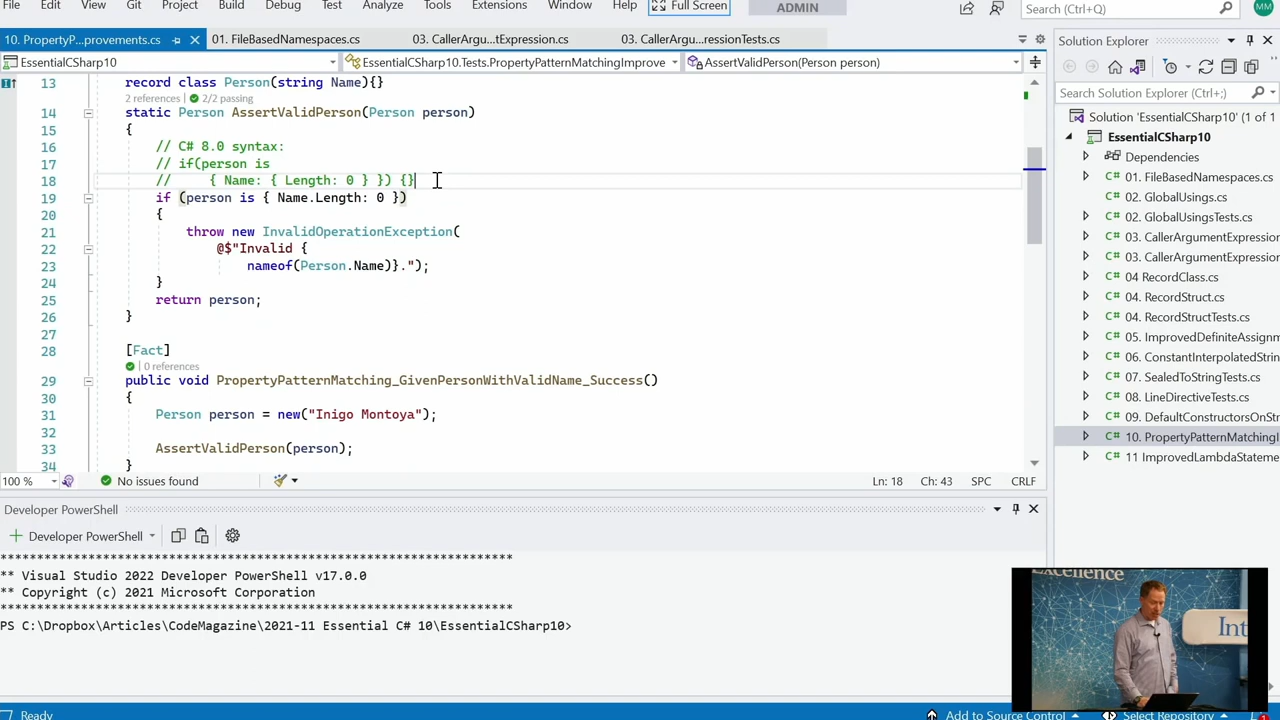 File Edit View Git Project Build Debug Test Analyze Tools Extensions Window Help Full Screen ADMIN Search (Ctrl+Q) MM
10. PropertyP...provements.cs 01. FileBasedNamespaces.cs 03. CallerArgu...tExpression.cs 03. CallerArgu...ressionTests.cs
EssentialCSharp10 EssentialCSharp10.Tests.PropertyPatternMatchingImprove AssertValidPerson(Person person)
13 record class Person(string Name){}
2 references | 2/2 passing
14 static Person AssertValidPerson(Person person)
15 {
16 // C# 8.0 syntax:
17 // if(person is
18 // { Name: { Length: 0 } }) {}
19 if (person is { Name.Length: 0 })
20 {
21 throw new InvalidOperationException(
22 @$"Invalid {
23 nameof(Person.Name)}.");
24 }
25 return person;
26 }
27
28 [Fact]
0 references
29 public void PropertyPatternMatching_GivenPersonWithValidName_Success()
30 {
31 Person person = new("Inigo Montoya");
32
33 AssertValidPerson(person);
34 }
100 % No issues found Ln: 18 Ch: 43 SPC CRLF
Developer PowerShell
Developer PowerShell
*********************************************************************
** Visual Studio 2022 Developer PowerShell v17.0.0
** Copyright (c) 2021 Microsoft Corporation
*********************************************************************
PS C:\Dropbox\Articles\CodeMagazine\2021-11 Essential C# 10\EssentialCSharp10>
Solution Explorer
Search Solution Explorer (Ctrl+;)
Solution 'EssentialCSharp10' (1 of 1
EssentialCSharp10
Dependencies
C# 01. FileBasedNamespaces.cs
C# 02. GlobalUsings.cs
C# 02. GlobalUsingsTests.cs
C# 03. CallerArgumentExpression
C# 03. CallerArgumentExpression
C# 04 RecordClass.cs
C# 04. RecordStruct.cs
C# 04. RecordStructTests.cs
C# 05. ImprovedDefiniteAssignm
C# 06. ConstantInterpolatedStrin
C# 07. SealedToStringTests.cs
C# 08. LineDirectiveTests.cs
C# 09. DefaultConstructorsOnStr
C# 10. PropertyPatternMatchingI
C# 11 ImprovedLambdaStateme
Excellence
Int
Ready Add to Source Control Select Repository